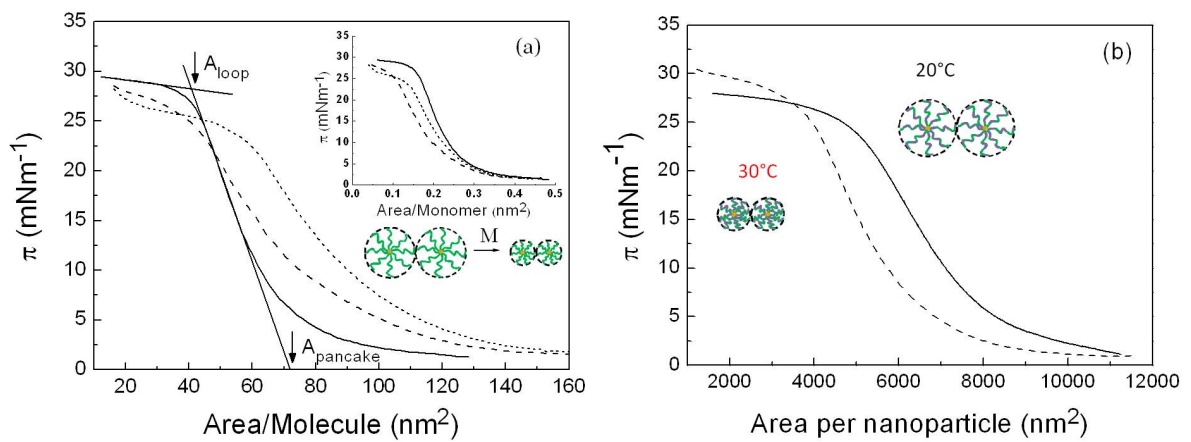 (a)
A_loop
A_pancake
M
35
30
25
20
15
10
5
0
π (mNm⁻¹)
20 40 60 80 100 120 140 160
Area/Molecule (nm²)
35
30
25
20
15
10
5
0
π (mNm⁻¹)
0.0 0.1 0.2 0.3 0.4 0.5
Area/Monomer (nm²)
(b)
20°C
30°C
35
30
25
20
15
10
5
0
π (mNm⁻¹)
2000 4000 6000 8000 10000 12000
Area per nanoparticle (nm²)